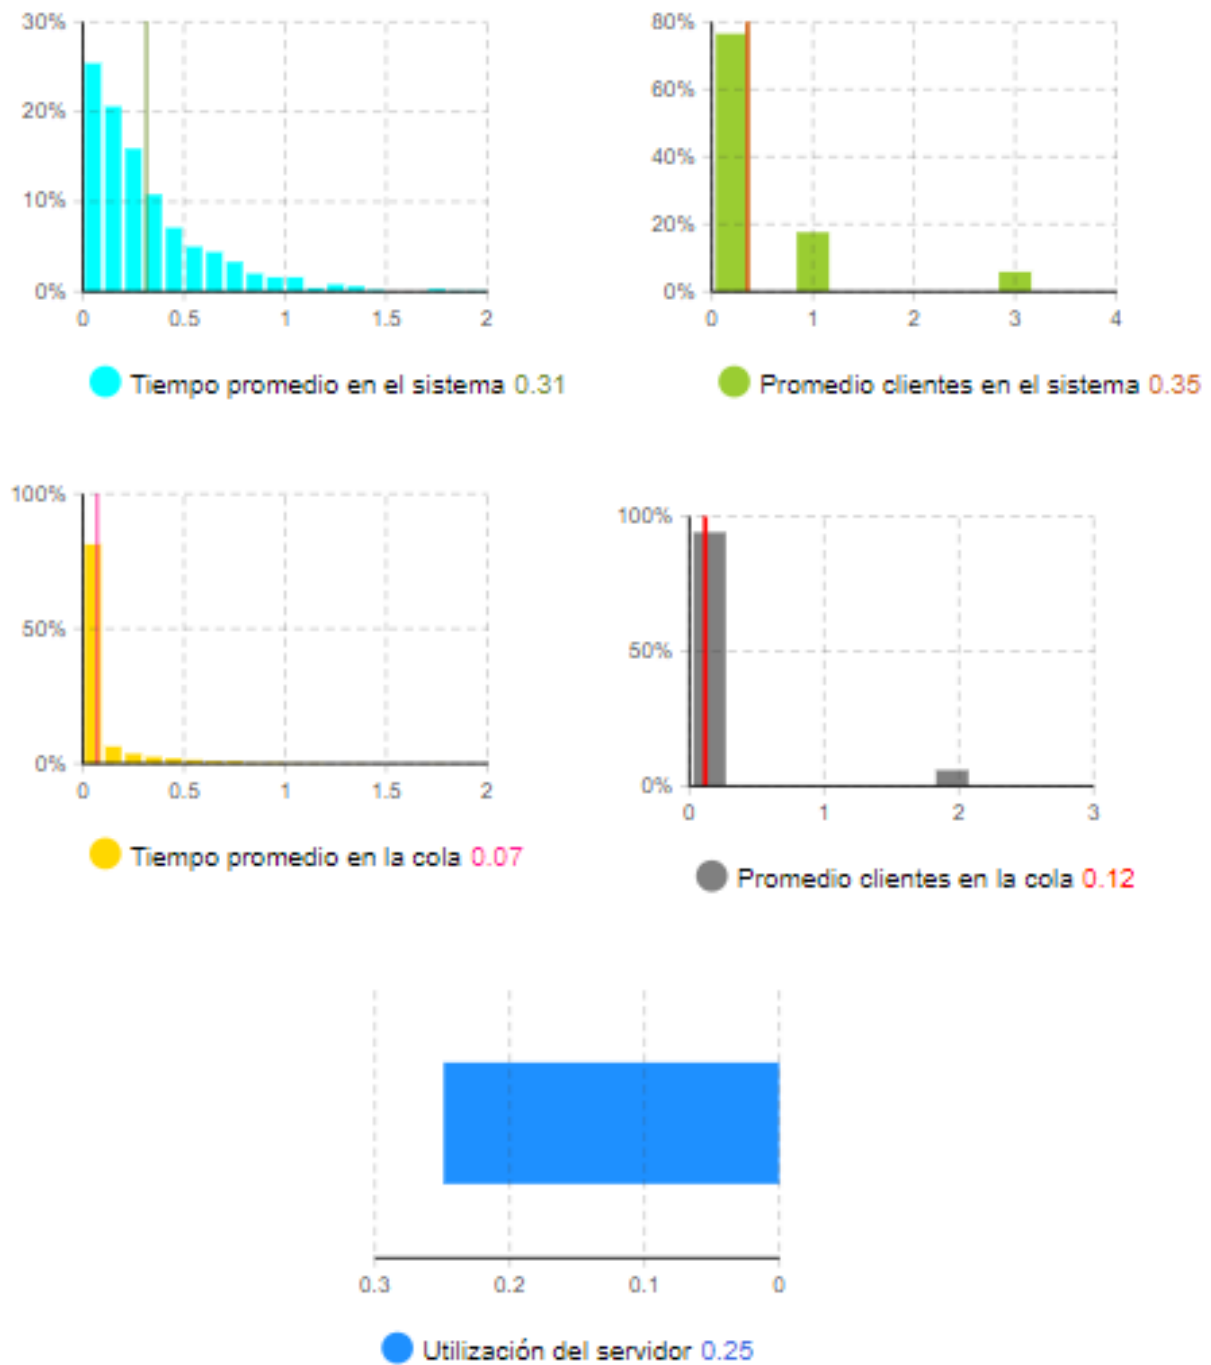 30%
20%
10%
0%
0 0.5 1 1.5 2
Tiempo promedio en el sistema 0.31
80%
60%
40%
20%
0%
0 1 2 3 4
Promedio clientes en el sistema 0.35
100%
50%
0%
0 0.5 1 1.5 2
Tiempo promedio en la cola 0.07
100%
50%
0%
0 1 2 3
Promedio clientes en la cola 0.12
0.3 0.2 0.1 0
Utilización del servidor 0.25